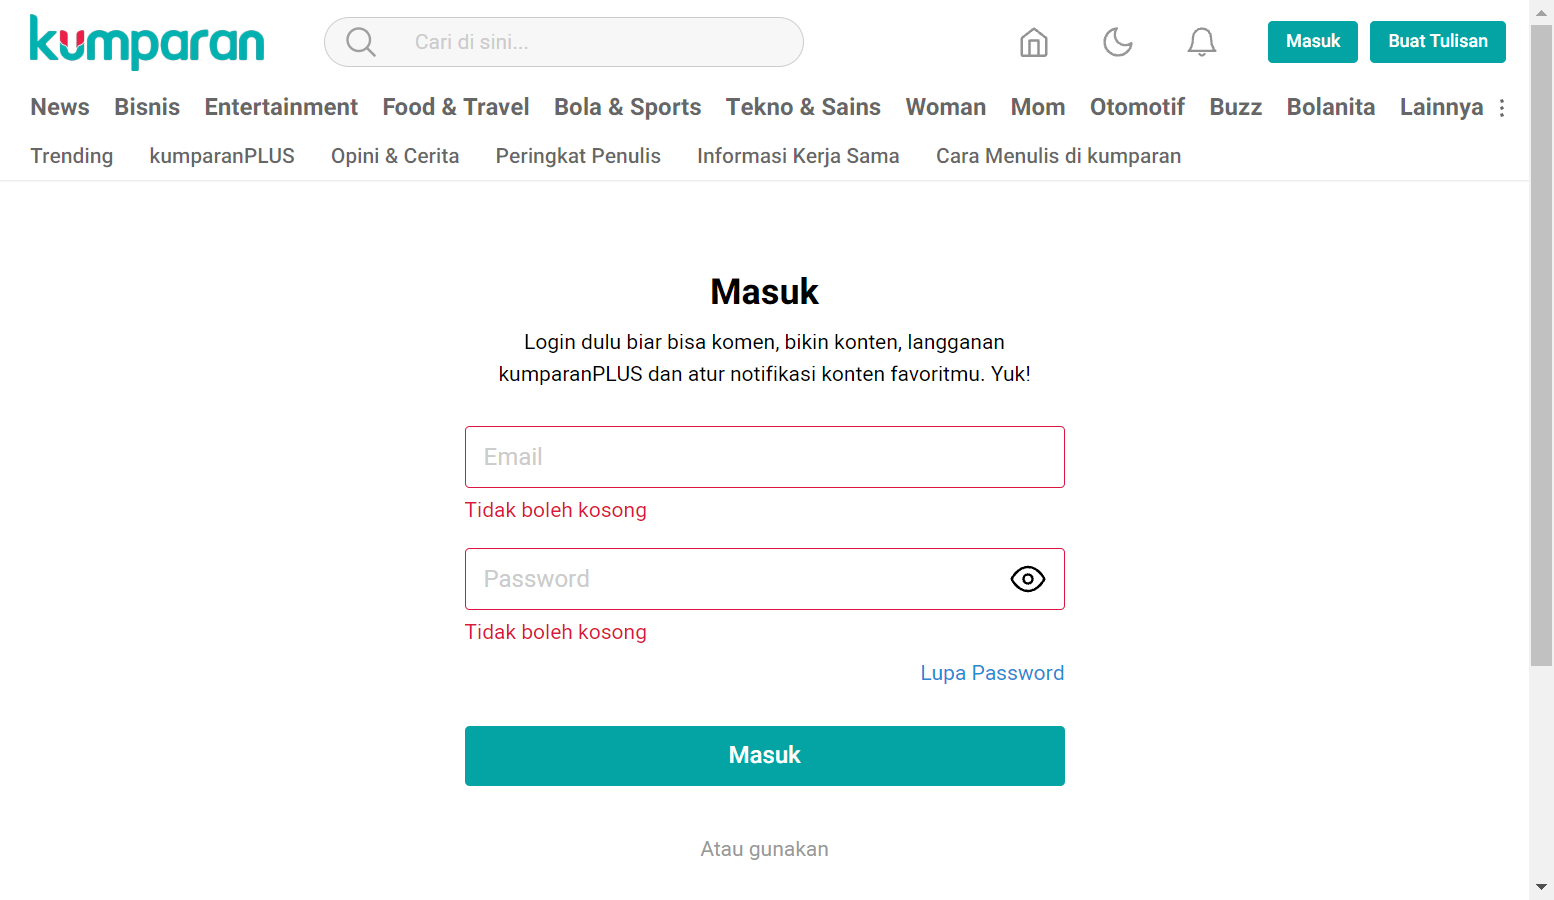 kumparan
Cari di sini...
Masuk
Buat Tulisan
News Bisnis Entertainment Food & Travel Bola & Sports Tekno & Sains Woman Mom Otomotif Buzz Bolanita Lainnya
Trending kumparanPLUS Opini & Cerita Peringkat Penulis Informasi Kerja Sama Cara Menulis di kumparan
Masuk
Login dulu biar bisa komen, bikin konten, langganan
kumparanPLUS dan atur notifikasi konten favoritmu. Yuk!
Email
Tidak boleh kosong
Password
Tidak boleh kosong
Lupa Password
Masuk
Atau gunakan